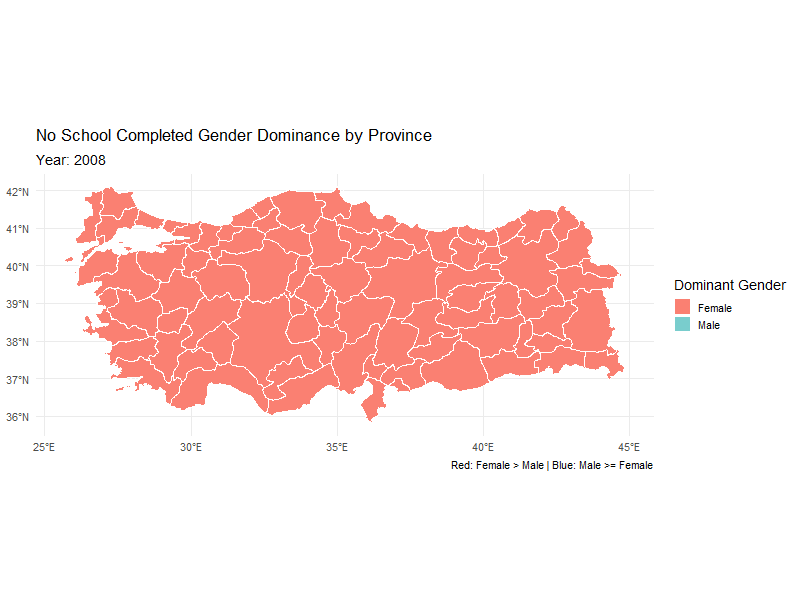 No School Completed Gender Dominance by Province
Year: 2008
42°N
41°N
40°N
39°N
38°N
37°N
36°N
25°E
30°E
35°E
40°E
45°E
Dominant Gender
Female
Male
Red: Female > Male | Blue: Male >= Female